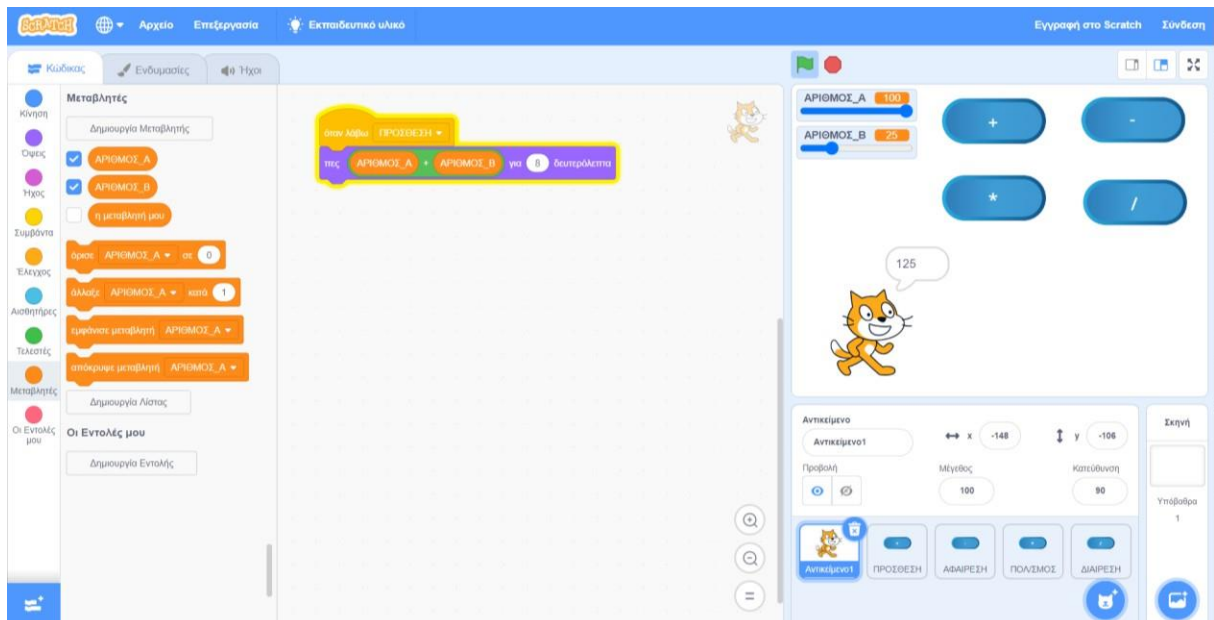 SCRATCH Αρχείο Επεξεργασία Εκπαιδευτικό υλικό Εγγραφή στο Scratch Σύνδεση
Κώδικας Ενδυμασίες Ήχοι
Κίνηση
Όψεις
Ήχος
Συμβάντα
Έλεγχος
Αισθητήρες
Τελεστές
Μεταβλητές
Οι Εντολές
μου
Μεταβλητές
Δημιουργία Μεταβλητής
ΑΡΙΘΜΟΣ_Α
ΑΡΙΘΜΟΣ_Β
η μεταβλητή μου
όρισε ΑΡΙΘΜΟΣ_Α σε 0
άλλαξε ΑΡΙΘΜΟΣ_Α κατά 1
εμφάνισε μεταβλητή ΑΡΙΘΜΟΣ_Α
απόκρυψε μεταβλητή ΑΡΙΘΜΟΣ_Α
Δημιουργία Λίστας
Οι Εντολές μου
Δημιουργία Εντολής
όταν λάβω ΠΡΟΣΘΕΣΗ
πες ΑΡΙΘΜΟΣ_Α + ΑΡΙΘΜΟΣ_Β για 8 δευτερόλεπτα
ΑΡΙΘΜΟΣ_Α 100
ΑΡΙΘΜΟΣ_Β 25
+ -
* /
125
Αντικείμενο
Αντικείμενο1 x -148 y -106
Προβολή Μέγεθος Κατεύθυνση
100 90
Αντικείμενο1 ΠΡΟΣΘΕΣΗ ΑΦΑΙΡΕΣΗ ΠΟΛ/ΣΜΟΣ ΔΙΑΙΡΕΣΗ
Σκηνή
Υπόβαθρα
1